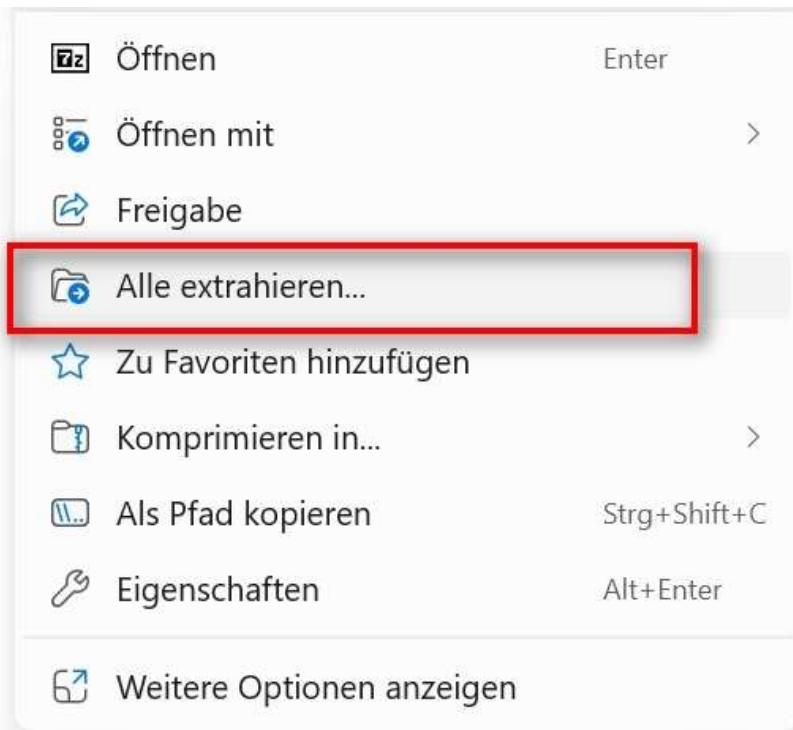 7z Öffnen Enter
Öffnen mit
Freigabe
Alle extrahieren...
Zu Favoriten hinzufügen
Komprimieren in...
\\.. Als Pfad kopieren Strg+Shift+C
Eigenschaften Alt+Enter
Weitere Optionen anzeigen